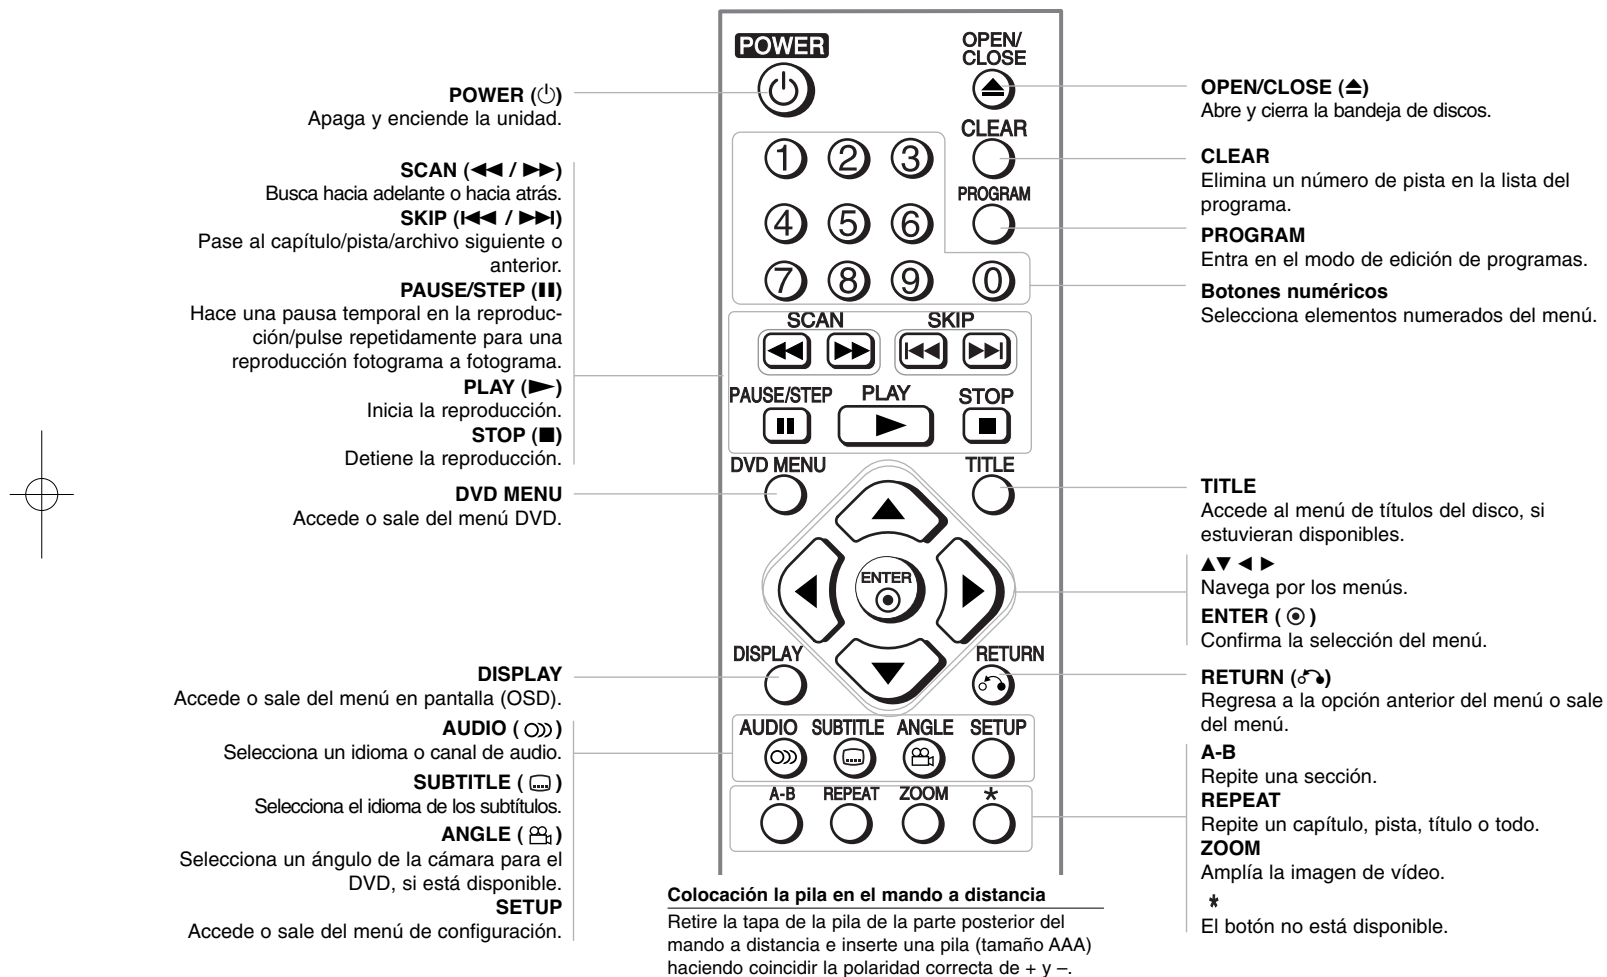 POWER (⏻)
Apaga y enciende la unidad.
SCAN (◀◀ / ▶▶)
Busca hacia adelante o hacia atrás.
SKIP (I◀◀ / ▶▶I)
Pase al capítulo/pista/archivo siguiente o
anterior.
PAUSE/STEP (II)
Hace una pausa temporal en la reproduc-
ción/pulse repetidamente para una
reproducción fotograma a fotograma.
PLAY (▶)
Inicia la reproducción.
STOP (■)
Detiene la reproducción.
DVD MENU
Accede o sale del menú DVD.
DISPLAY
Accede o sale del menú en pantalla (OSD).
AUDIO ( )
Selecciona un idioma o canal de audio.
SUBTITLE ( )
Selecciona el idioma de los subtítulos.
ANGLE ( )
Selecciona un ángulo de la cámara para el
DVD, si está disponible.
SETUP
Accede o sale del menú de configuración.
POWER
OPEN/
CLOSE
CLEAR
1 2 3
PROGRAM
4 5 6
7 8 9 0
SCAN SKIP
PAUSE/STEP PLAY STOP
DVD MENU TITLE
ENTER
DISPLAY RETURN
AUDIO SUBTITLE ANGLE SETUP
A-B REPEAT ZOOM *
Colocación la pila en el mando a distancia
Retire la tapa de la pila de la parte posterior del
mando a distancia e inserte una pila (tamaño AAA)
haciendo coincidir la polaridad correcta de + y –.
OPEN/CLOSE (⏏)
Abre y cierra la bandeja de discos.
CLEAR
Elimina un número de pista en la lista del
programa.
PROGRAM
Entra en el modo de edición de programas.
Botones numéricos
Selecciona elementos numerados del menú.
TITLE
Accede al menú de títulos del disco, si
estuvieran disponibles.
▲▼ ◀ ▶
Navega por los menús.
ENTER ( ◉ )
Confirma la selección del menú.
RETURN ( )
Regresa a la opción anterior del menú o sale
del menú.
A-B
Repite una sección.
REPEAT
Repite un capítulo, pista, título o todo.
ZOOM
Amplía la imagen de vídeo.
*
El botón no está disponible.